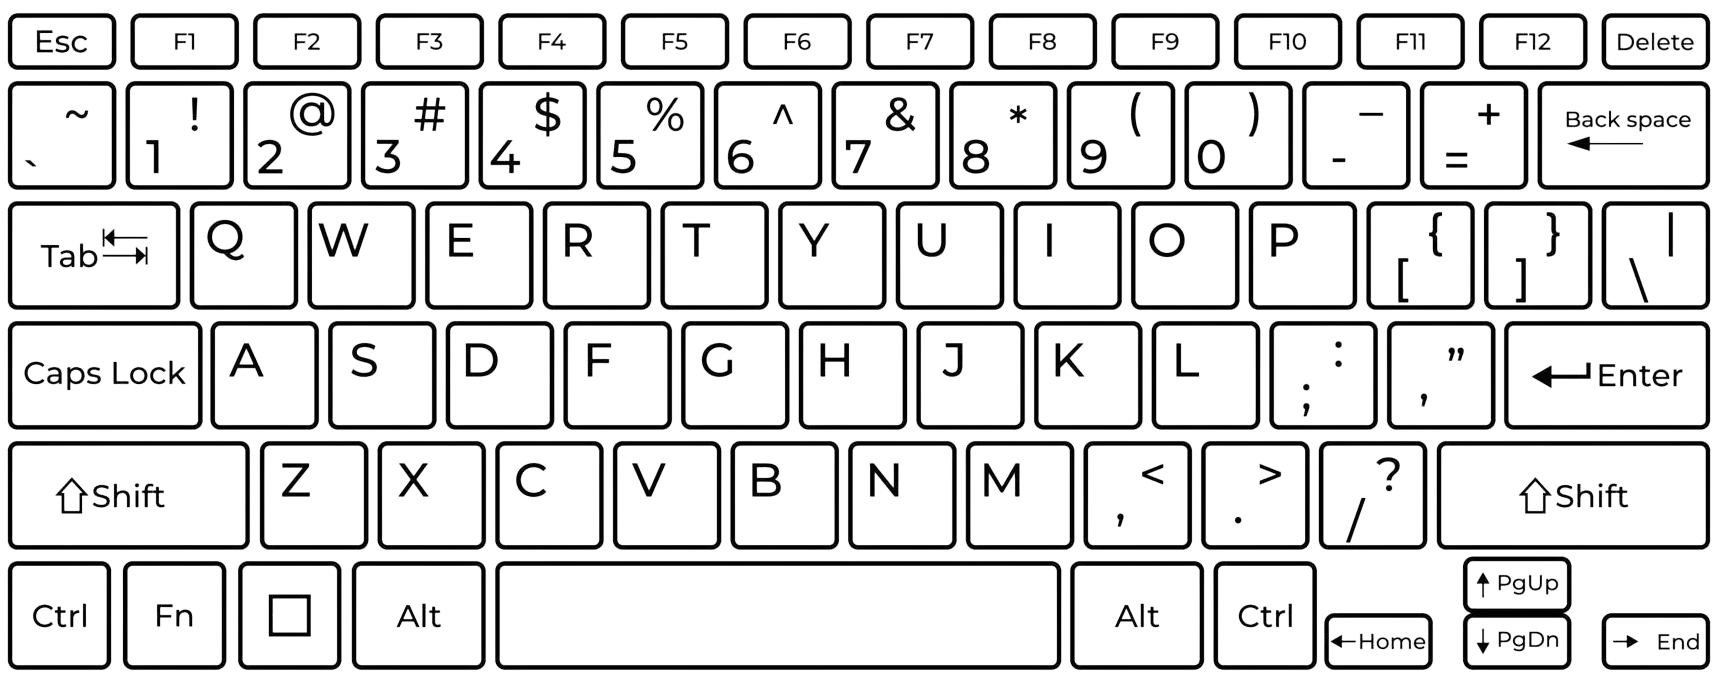 Esc F1 F2 F3 F4 F5 F6 F7 F8 F9 F10 F11 F12 Delete
~ ! @ # $ % ^ & * ( ) – + Back space
` 1 2 3 4 5 6 7 8 9 0 - = ←
Tab Q W E R T Y U I O P { } |
[ ] \
Caps Lock A S D F G H J K L : ” Enter
; ,
Shift Z X C V B N M < > ? Shift
, . /
Ctrl Fn Alt Alt Ctrl ← Home ↑ PgUp
↓ PgDn → End